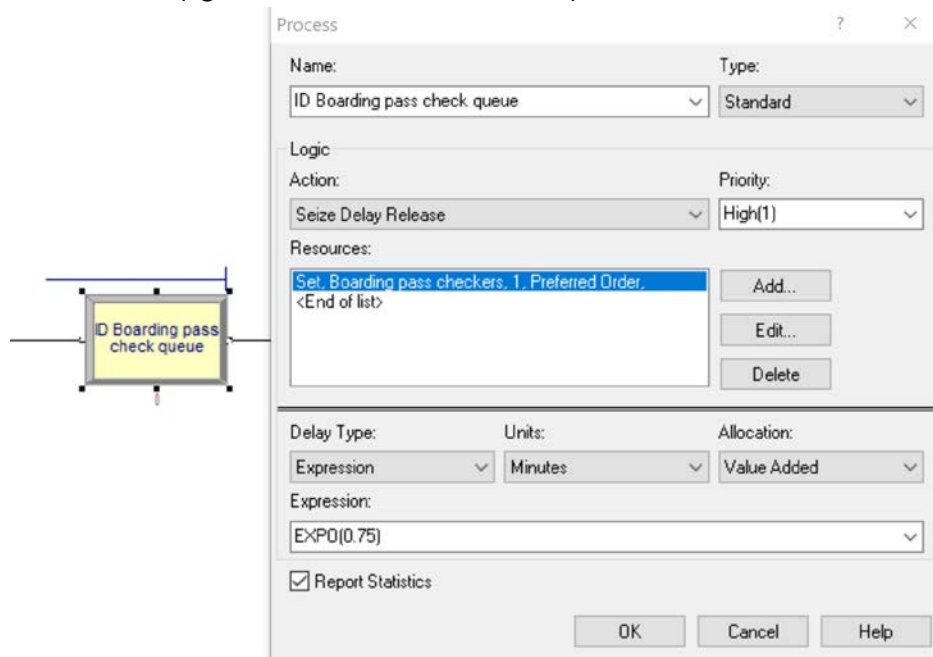 Process ? ×
Name: Type:
ID Boarding pass check queue Standard
Logic
Action: Priority:
Seize Delay Release High(1)
Resources:
Set, Boarding pass checkers, 1, Preferred Order,
<End of list>
Add...
Edit...
Delete
ID Boarding pass
check queue
0
Delay Type: Units: Allocation:
Expression Minutes Value Added
Expression:
EXPO(0.75)
Report Statistics
OK Cancel Help